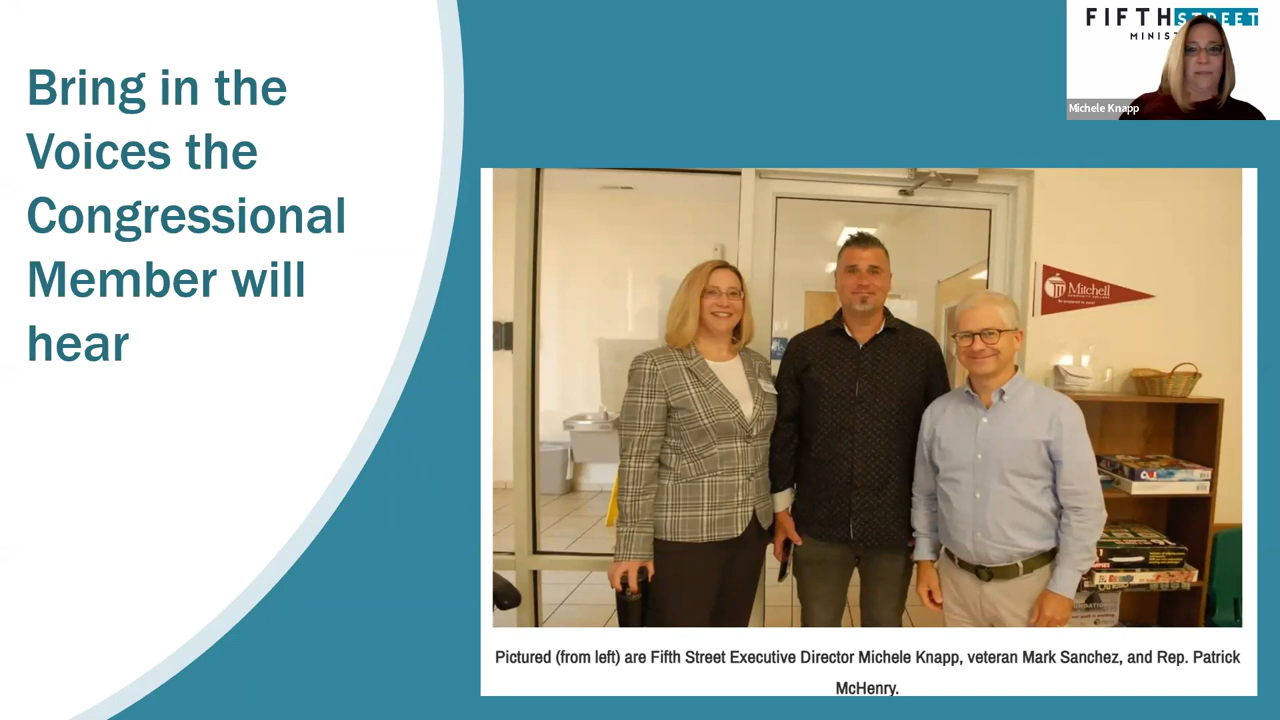 Bring in the
Voices the
Congressional
Member will
hear
FIFTH STREET
Michele Knapp
Mitchell
Pictured (from left) are Fifth Street Executive Director Michele Knapp, veteran Mark Sanchez, and Rep. Patrick
McHenry.